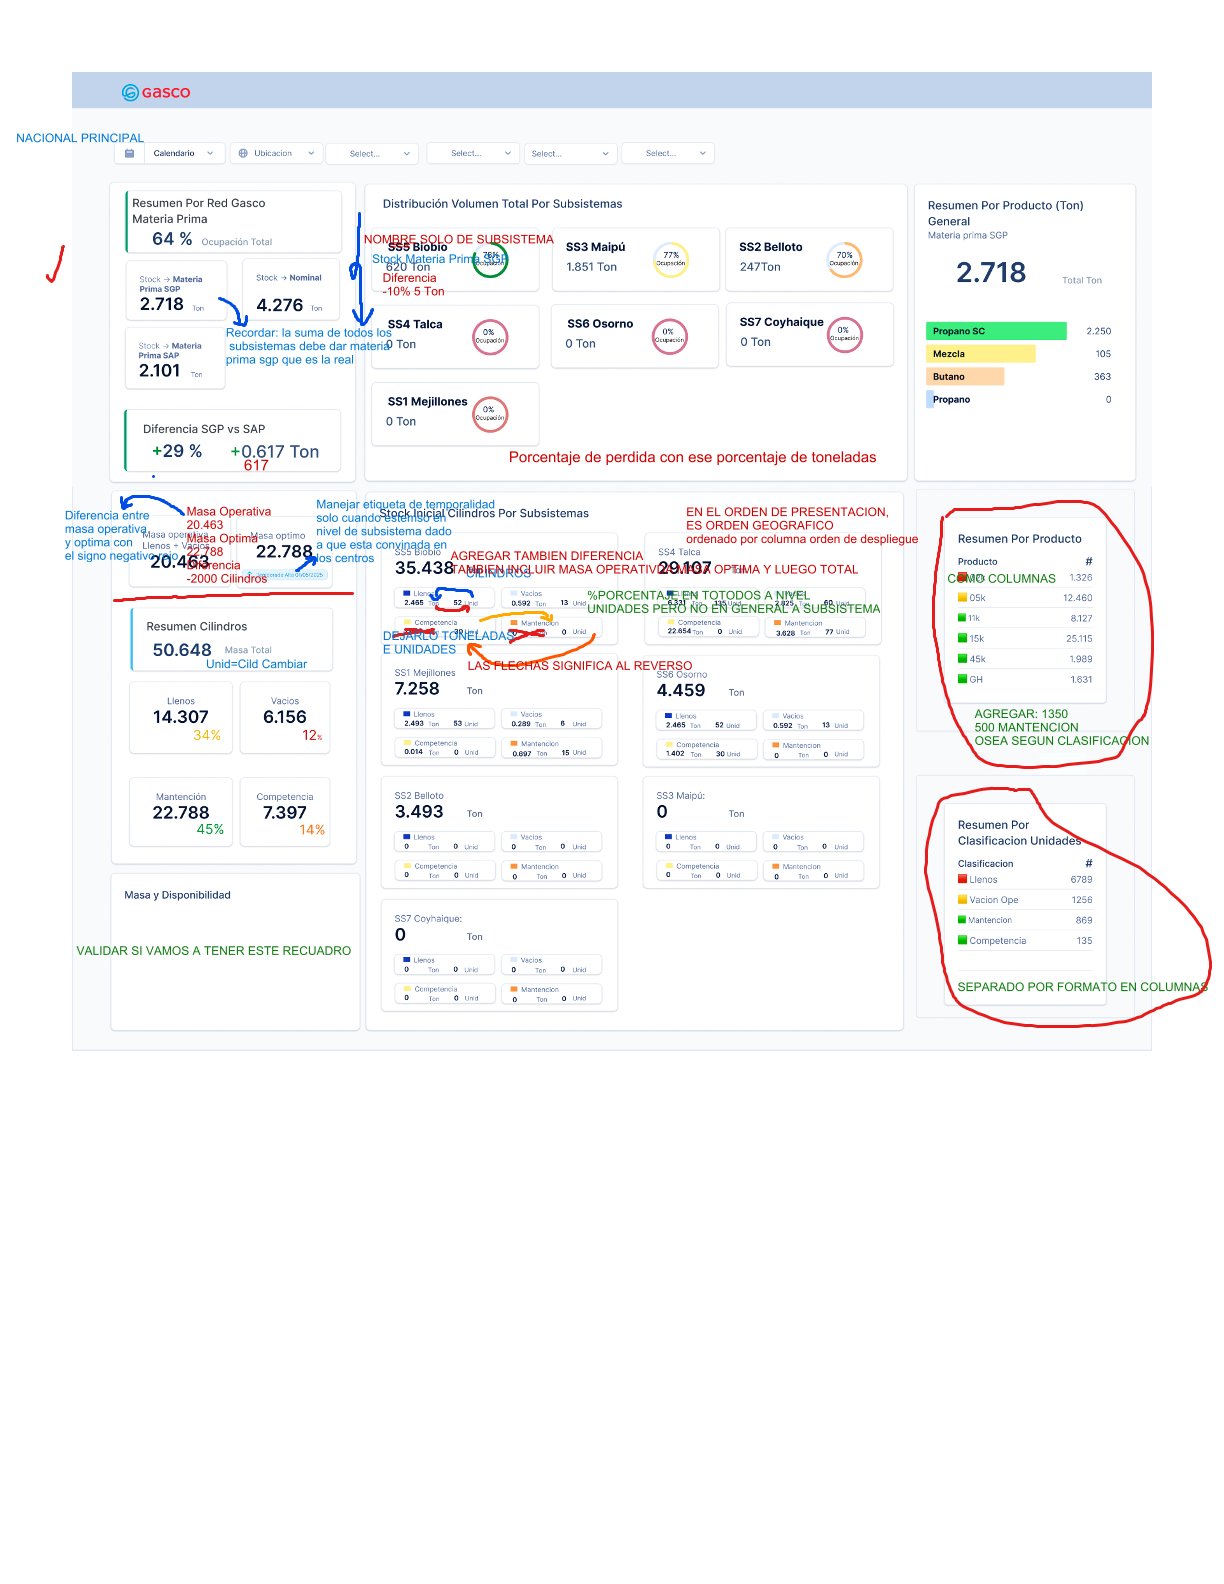 GASCO
NACIONAL PRINCIPAL
Calendario
Ubicacion
Select...
Select...
Select...
Select...
Resumen Por Red Gasco
Materia Prima
64 % Ocupación Total
Stock → Materia
Prima SGP
2.718 Ton
Stock → Nominal
4.276 Ton
Stock → Materia
Prima SAP
2.101 Ton
Recordar: la suma de todos los
subsistemas debe dar materia
prima sgp que es la real
Diferencia SGP vs SAP
+29 % +0.617 Ton
617
Distribución Volumen Total Por Subsistemas
NOMBRE SOLO DE SUBSISTEMA
SS5 Biobio
Stock Materia Prima SGP
620 Ton
Diferencia
-10% 5 Ton
SS3 Maipú
1.851 Ton
77%
Ocupación
SS2 Belloto
247Ton
70%
Ocupación
SS4 Talca
0 Ton
0%
Ocupación
SS6 Osorno
0 Ton
0%
Ocupación
SS7 Coyhaique
0 Ton
0%
Ocupación
SS1 Mejillones
0 Ton
0%
Ocupación
Porcentaje de perdida con ese porcentaje de toneladas
Resumen Por Producto (Ton)
General
Materia prima SGP
2.718 Total Ton
Propano SC 2.250
Mezcla 105
Butano 363
Propano 0
Diferencia entre
masa operativa
y optima con
el signo negativo rojo
Masa Operativa
20.463
Masa Optima
22.788
Diferencia
-2000 Cilindros
Masa operativa
Llenos + Vacios
20.463
Masa optimo
22.788
Manejar etiqueta de temporalidad
solo cuando estemso en
nivel de subsistema dado
a que esta convinada en
los centros
Resumen Cilindros
50.648 Masa Total
Unid=Cild Cambiar
Llenos
14.307
34%
Vacios
6.156
12%
Mantención
22.788
45%
Competencia
7.397
14%
Masa y Disponibilidad
VALIDAR SI VAMOS A TENER ESTE RECUADRO
Stock Inicial Cilindros Por Subsistemas
EN EL ORDEN DE PRESENTACION,
ES ORDEN GEOGRAFICO
ordenado por columna orden de despliegue
AGREGAR TAMBIEN DIFERENCIA
TAMBIEN INCLUIR MASA OPERATIVDA MASA OPTIMA Y LUEGO TOTAL
SS5 Biobio
35.438
CILINDROS
Llenos
2.465 Ton 52 Unid
Vacios
0.592 Ton 13 Unid
Competencia
Mantencion
0 Unid
SS4 Talca
29.107
%PORCENTAJE EN TOTODOS A NIVEL
UNIDADES PERO NO EN GENERAL A SUBSISTEMA
Competencia
22.654 Ton 0 Unid
Mantencion
3.628 Ton 77 Unid
DEJARLO TONELADAS
E UNIDADES
LAS FLECHAS SIGNIFICA AL REVERSO
SS1 Mejillones
7.258 Ton
Llenos
2.493 Ton 53 Unid
Vacios
0.289 Ton 6 Unid
Competencia
0.014 Ton 0 Unid
Mantencion
0.697 Ton 15 Unid
SS6 Osorno
4.459 Ton
Llenos
2.465 Ton 52 Unid
Vacios
0.592 Ton 13 Unid
Competencia
1.402 Ton 30 Unid
Mantencion
0 Ton 0 Unid
SS2 Belloto
3.493 Ton
Llenos
0 Ton 0 Unid
Vacios
0 Ton 0 Unid
Competencia
0 Ton 0 Unid
Mantencion
0 Ton 0 Unid
SS3 Maipú:
0 Ton
Llenos
0 Ton 0 Unid
Vacios
0 Ton 0 Unid
Competencia
0 Ton 0 Unid
Mantencion
0 Ton 0 Unid
SS7 Coyhaique:
0 Ton
Llenos
0 Ton 0 Unid
Vacios
0 Ton 0 Unid
Competencia
0 Ton 0 Unid
Mantencion
0 Ton 0 Unid
Resumen Por Producto
Producto #
COMO COLUMNAS
1.326
05k 12.460
11k 8.127
15k 25.115
45k 1.989
GH 1.631
AGREGAR: 1350
500 MANTENCION
OSEA SEGUN CLASIFICACION
Resumen Por
Clasificacion Unidades
Clasificacion #
Llenos 6789
Vacion Ope 1256
Mantencion 869
Competencia 135
SEPARADO POR FORMATO EN COLUMNAS